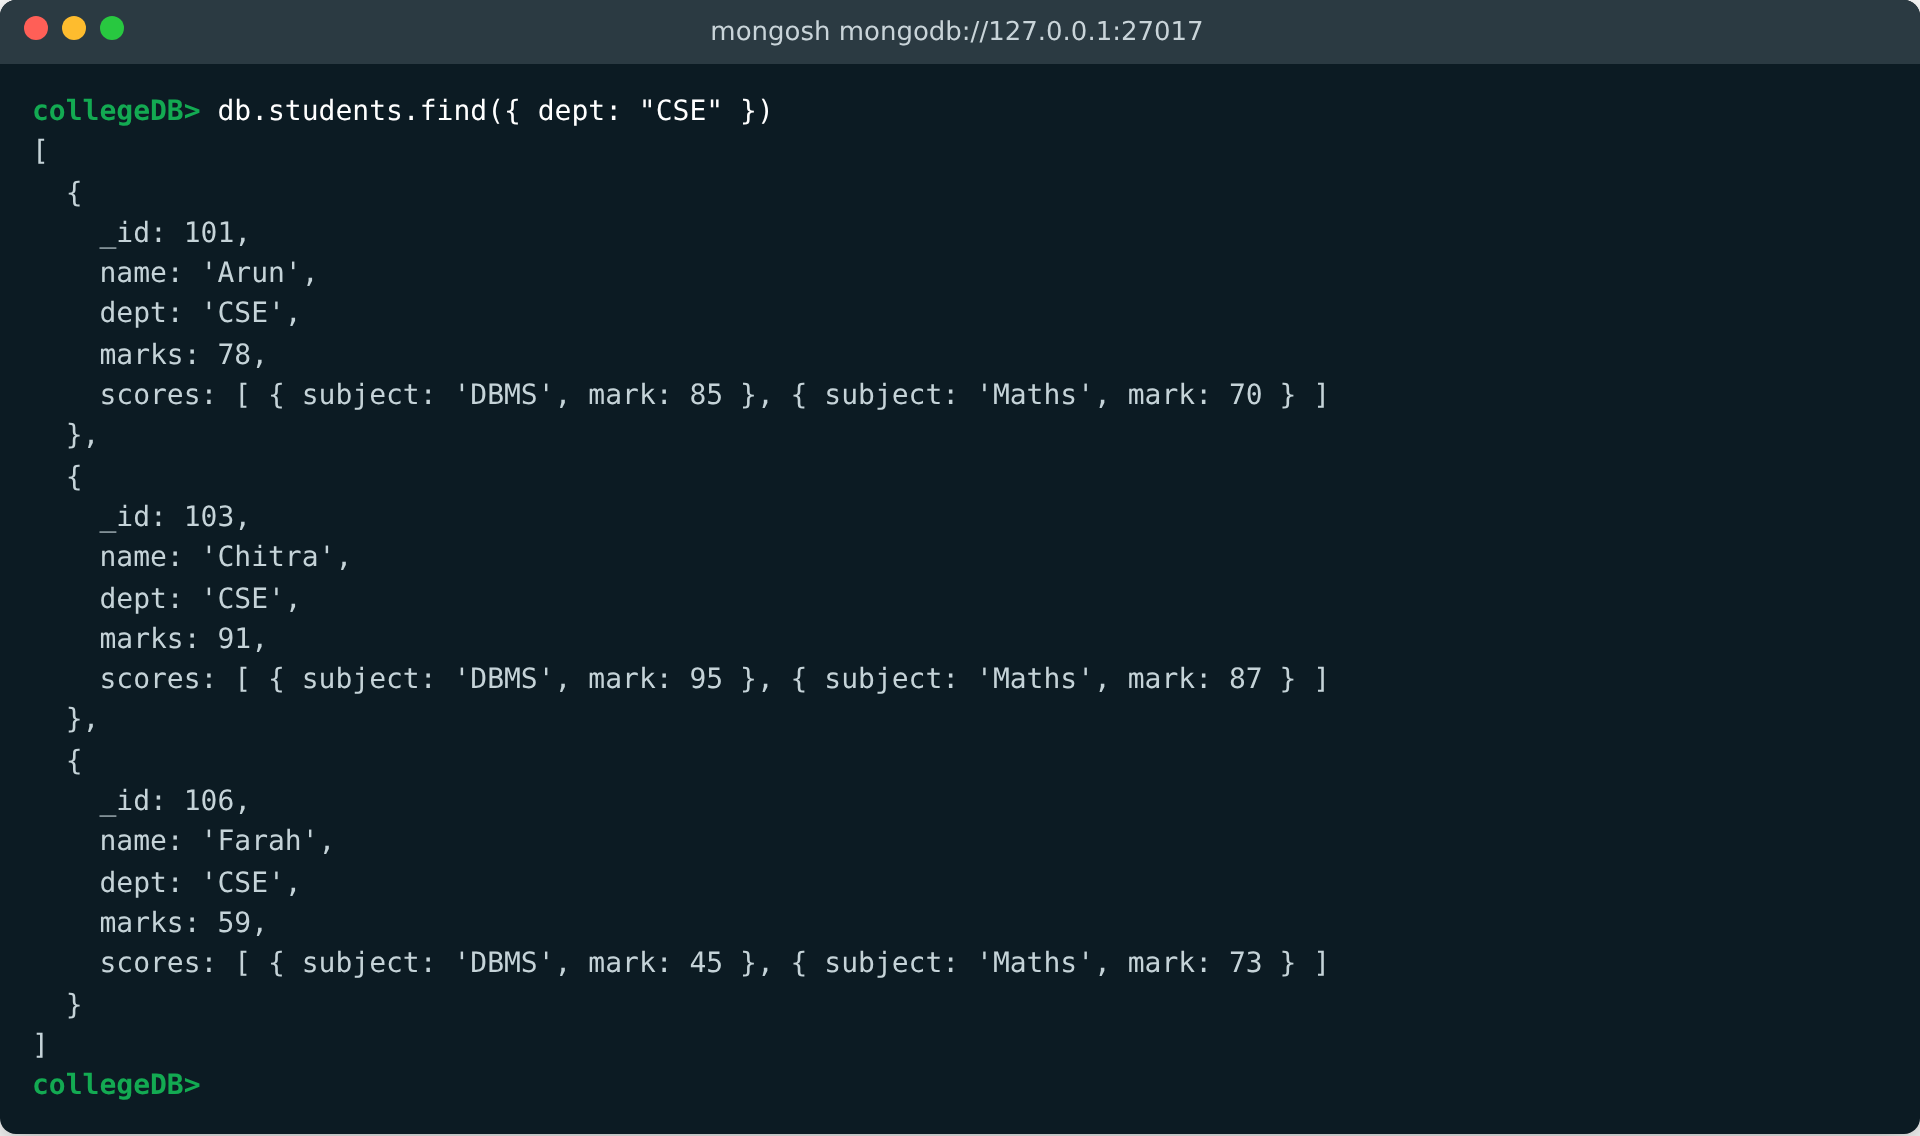 mongosh mongodb://127.0.0.1:27017
collegeDB> db.students.find({ dept: "CSE" })
[
  {
    _id: 101,
    name: 'Arun',
    dept: 'CSE',
    marks: 78,
    scores: [ { subject: 'DBMS', mark: 85 }, { subject: 'Maths', mark: 70 } ]
  },
  {
    _id: 103,
    name: 'Chitra',
    dept: 'CSE',
    marks: 91,
    scores: [ { subject: 'DBMS', mark: 95 }, { subject: 'Maths', mark: 87 } ]
  },
  {
    _id: 106,
    name: 'Farah',
    dept: 'CSE',
    marks: 59,
    scores: [ { subject: 'DBMS', mark: 45 }, { subject: 'Maths', mark: 73 } ]
  }
]
collegeDB>